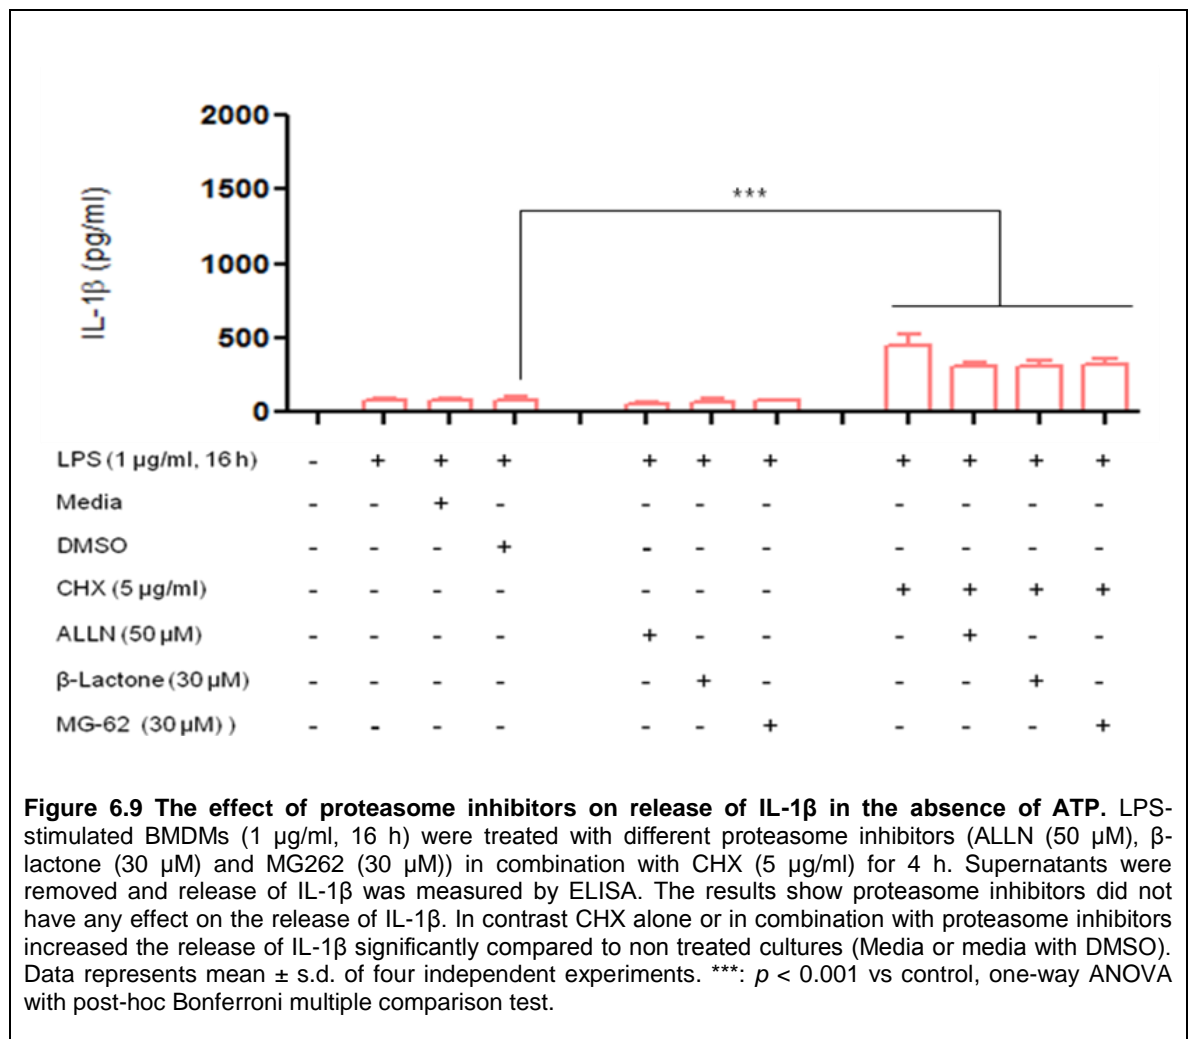 2000
1500
1000
500
0
IL-1β (pg/ml)
***
LPS (1 µg/ml, 16 h) - + + + + + + + + + +
Media - - + - - - - - - - -
DMSO - - - + - - - - - - -
CHX (5 µg/ml) - - - - - - - + + + +
ALLN (50 µM) - - - - + - - - + - -
β-Lactone (30 µM) - - - - - + - - - + -
MG-62 (30 µM) ) - - - - - - + - - - +
Figure 6.9 The effect of proteasome inhibitors on release of IL-1β in the absence of ATP. LPS-
stimulated BMDMs (1 µg/ml, 16 h) were treated with different proteasome inhibitors (ALLN (50 µM), β-
lactone (30 µM) and MG262 (30 µM)) in combination with CHX (5 µg/ml) for 4 h. Supernatants were
removed and release of IL-1β was measured by ELISA. The results show proteasome inhibitors did not
have any effect on the release of IL-1β. In contrast CHX alone or in combination with proteasome inhibitors
increased the release of IL-1β significantly compared to non treated cultures (Media or media with DMSO).
Data represents mean ± s.d. of four independent experiments. ***: p < 0.001 vs control, one-way ANOVA
with post-hoc Bonferroni multiple comparison test.